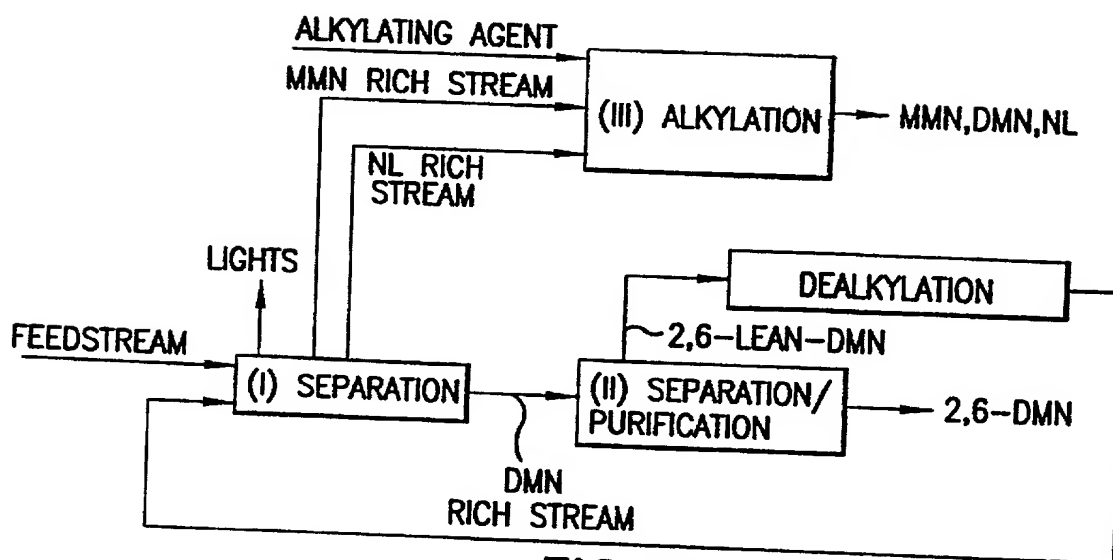 ALKYLATING AGENT
MMN RICH STREAM
(III) ALKYLATION
MMN,DMN,NL
NL RICH
STREAM
LIGHTS
DEALKYLATION
FEEDSTREAM
2,6-LEAN-DMN
(I) SEPARATION
(II) SEPARATION/
PURIFICATION
2,6-DMN
DMN
RICH STREAM